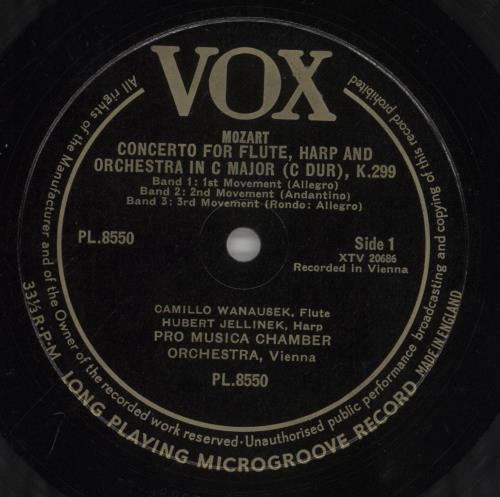 VOX
MOZART
CONCERTO FOR FLUTE, HARP AND
ORCHESTRA IN C MAJOR (C DUR), K.299
Band 1: 1st Movement (Allegro)
Band 2: 2nd Movement (Andantino)
Band 3: 3rd Movement (Rondo: Allegro)
PL.8550
Side 1
XTV 20686
Recorded in Vienna
CAMILLO WANAUSEK, Flute
HUBERT JELLINEK, Harp
PRO MUSICA CHAMBER
ORCHESTRA, Vienna
PL.8550
All rights of the Manufacturer and of the Owner of the recorded work reserved · Unauthorised public performance broadcasting and copying of this record prohibited
33⅓ R·P·M LONG PLAYING MICROGROOVE RECORD MADE IN ENGLAND